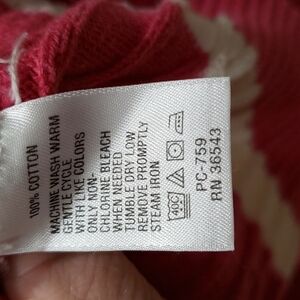 100% COTTON
MACHINE WASH WARM
GENTLE CYCLE
WITH LIKE COLORS
ONLY NON-
CHLORINE BLEACH
WHEN NEEDED
TUMBLE DRY LOW
REMOVE PROMPTLY
STEAM IRON
40C
PC-759
RN 36543